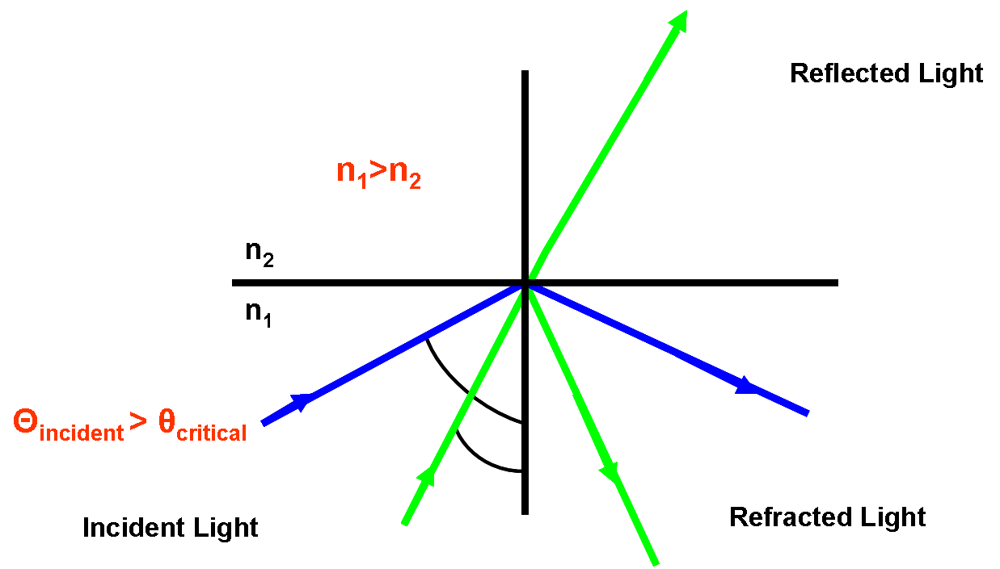 Reflected Light
n₁>n₂
n₂
n₁
Θincident > θcritical
Incident Light
Refracted Light